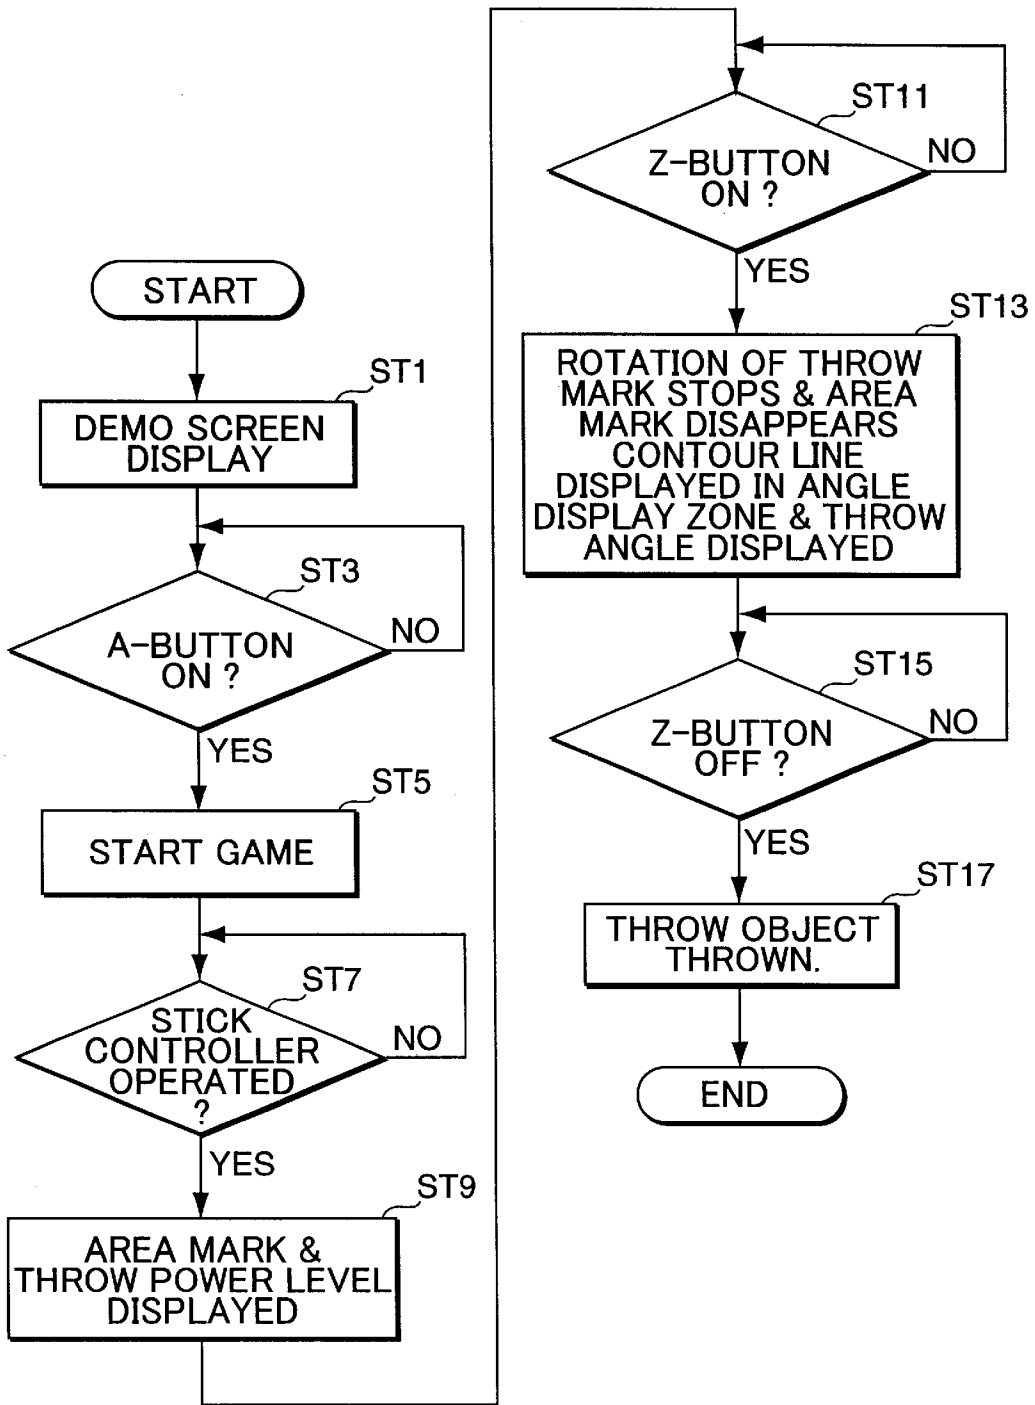 START
ST1
DEMO SCREEN
DISPLAY
ST3
A-BUTTON
ON ?
NO
YES
ST5
START GAME
ST7
STICK
CONTROLLER
OPERATED
?
NO
YES
ST9
AREA MARK &
THROW POWER LEVEL
DISPLAYED
ST11
Z-BUTTON
ON ?
NO
YES
ST13
ROTATION OF THROW
MARK STOPS & AREA
MARK DISAPPEARS
CONTOUR LINE
DISPLAYED IN ANGLE
DISPLAY ZONE & THROW
ANGLE DISPLAYED
ST15
Z-BUTTON
OFF ?
NO
YES
ST17
THROW OBJECT
THROWN.
END